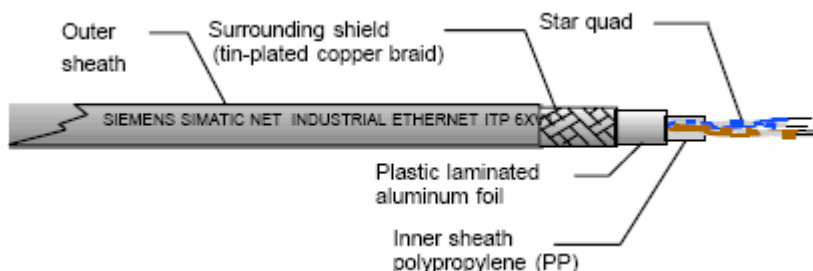 Outer
sheath
Surrounding shield
(tin-plated copper braid)
Star quad
SIEMENS SIMATIC NET INDUSTRIAL ETHERNET ITP 6XV
Plastic laminated
aluminum foil
Inner sheath
polypropylene (PP)